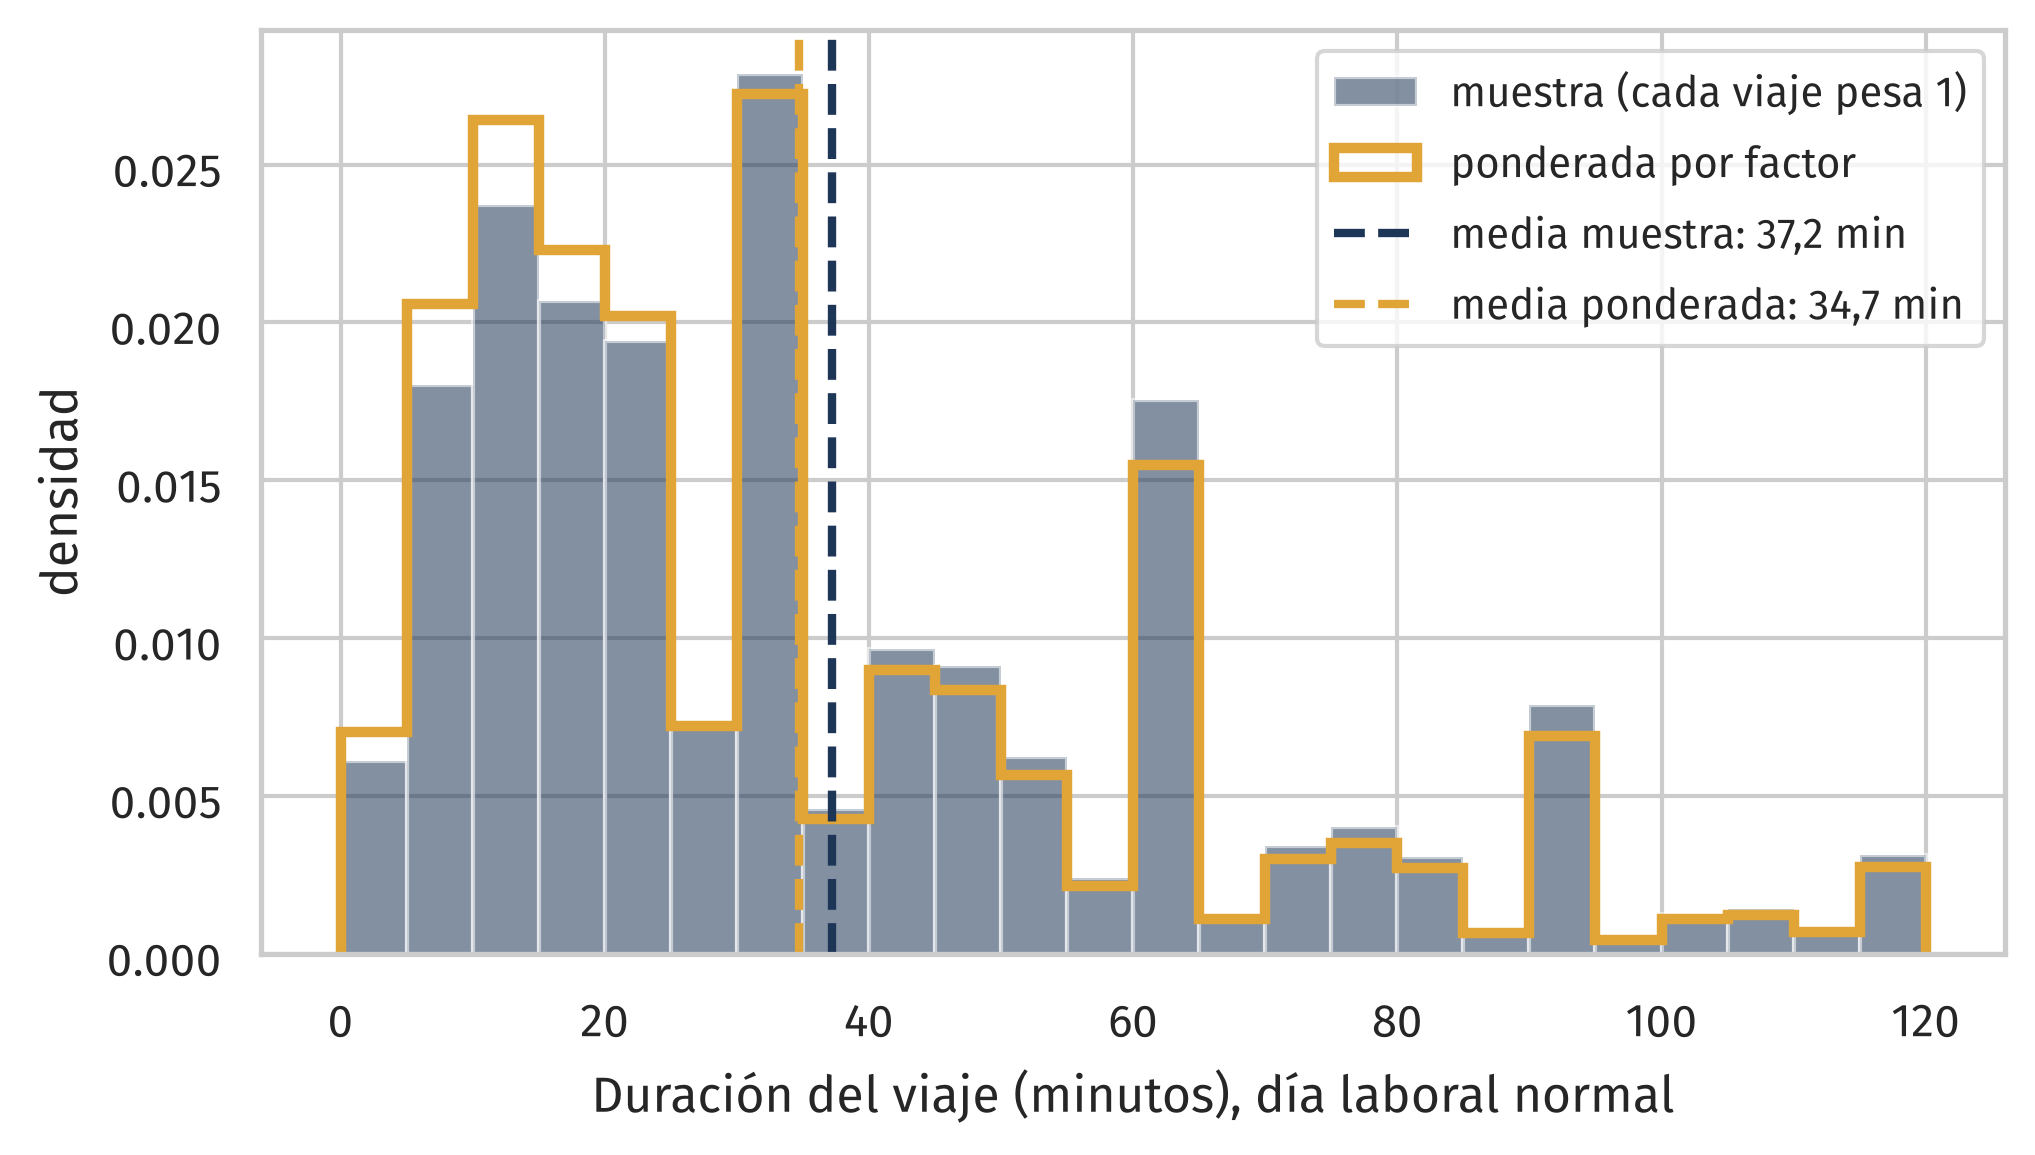 muestra (cada viaje pesa 1)
ponderada por factor
media muestra: 37,2 min
media ponderada: 34,7 min
densidad
0.025
0.020
0.015
0.010
0.005
0.000
0 20 40 60 80 100 120
Duración del viaje (minutos), día laboral normal